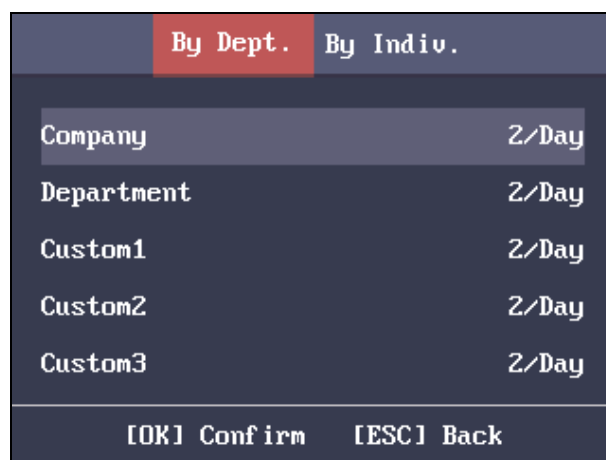 By Dept. By Indiv.
Company 2/Day
Department 2/Day
Custom1 2/Day
Custom2 2/Day
Custom3 2/Day
[OK] Confirm [ESC] Back